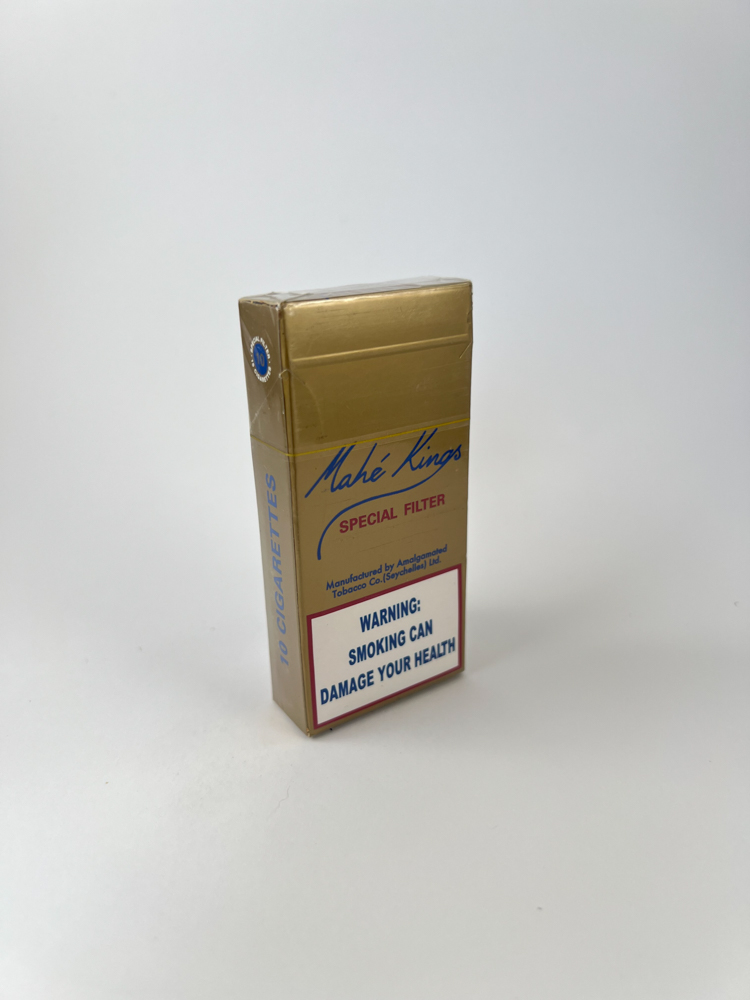 Mahé Kings
SPECIAL FILTER
Manufactured by Amalgamated
Tobacco Co.(Seychelles) Ltd.
WARNING:
SMOKING CAN
DAMAGE YOUR HEALTH
10 CIGARETTES